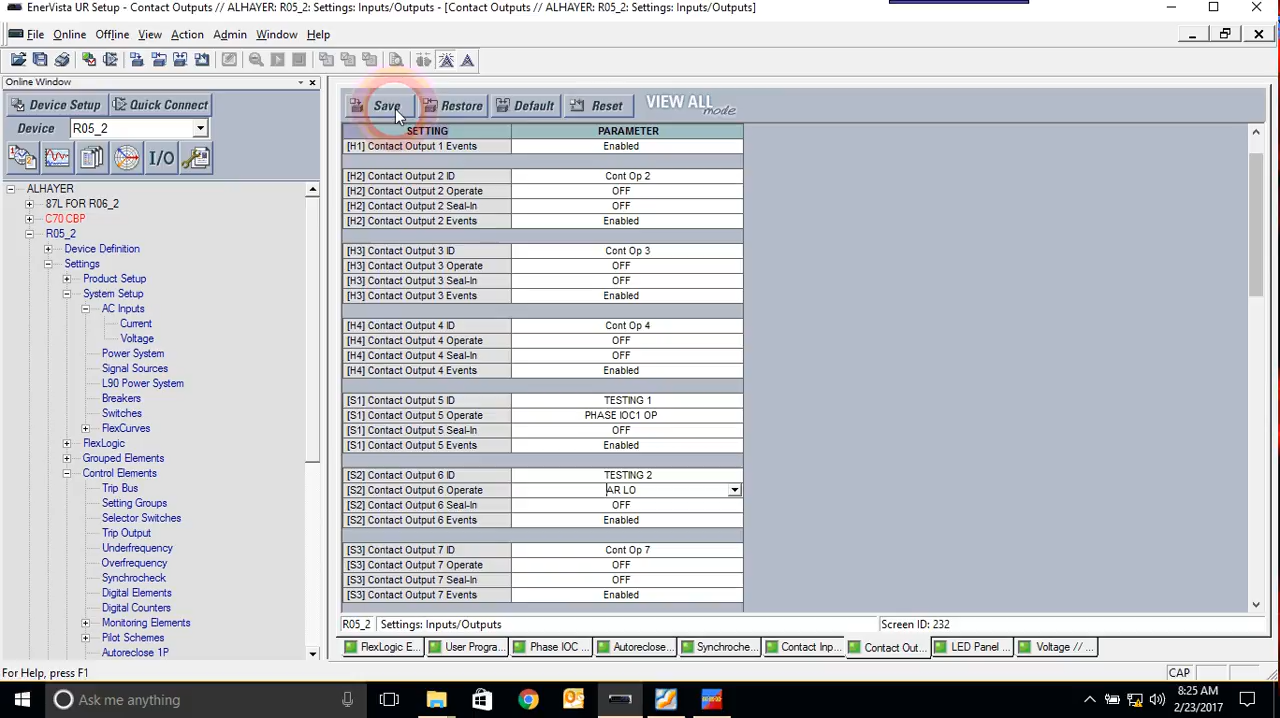 EnerVista UR Setup - Contact Outputs // ALHAYER: R05_2: Settings: Inputs/Outputs - [Contact Outputs // ALHAYER: R05_2: Settings: Inputs/Outputs]
File Online Offline View Action Admin Window Help
Online Window
Device Setup Quick Connect
Device R05_2
I/O
ALHAYER
87L FOR R06_2
C70 CBP
R05_2
Device Definition
Settings
Product Setup
System Setup
AC Inputs
Current
Voltage
Power System
Signal Sources
L90 Power System
Breakers
Switches
FlexCurves
FlexLogic
Grouped Elements
Control Elements
Trip Bus
Setting Groups
Selector Switches
Trip Output
Underfrequency
Overfrequency
Synchrocheck
Digital Elements
Digital Counters
Monitoring Elements
Pilot Schemes
Autoreclose 1P
Save Restore Default Reset VIEW ALL mode
SETTING PARAMETER
[H1] Contact Output 1 Events Enabled
[H2] Contact Output 2 ID Cont Op 2
[H2] Contact Output 2 Operate OFF
[H2] Contact Output 2 Seal-In OFF
[H2] Contact Output 2 Events Enabled
[H3] Contact Output 3 ID Cont Op 3
[H3] Contact Output 3 Operate OFF
[H3] Contact Output 3 Seal-In OFF
[H3] Contact Output 3 Events Enabled
[H4] Contact Output 4 ID Cont Op 4
[H4] Contact Output 4 Operate OFF
[H4] Contact Output 4 Seal-In OFF
[H4] Contact Output 4 Events Enabled
[S1] Contact Output 5 ID TESTING 1
[S1] Contact Output 5 Operate PHASE IOC1 OP
[S1] Contact Output 5 Seal-In OFF
[S1] Contact Output 5 Events Enabled
[S2] Contact Output 6 ID TESTING 2
[S2] Contact Output 6 Operate AR LO
[S2] Contact Output 6 Seal-In OFF
[S2] Contact Output 6 Events Enabled
[S3] Contact Output 7 ID Cont Op 7
[S3] Contact Output 7 Operate OFF
[S3] Contact Output 7 Seal-In OFF
[S3] Contact Output 7 Events Enabled
R05_2 Settings: Inputs/Outputs Screen ID: 232
FlexLogic E... User Progra... Phase IOC ... Autoreclose... Synchroche... Contact Inp... Contact Out... LED Panel ... Voltage // ...
For Help, press F1 CAP
Ask me anything
8:25 AM
2/23/2017